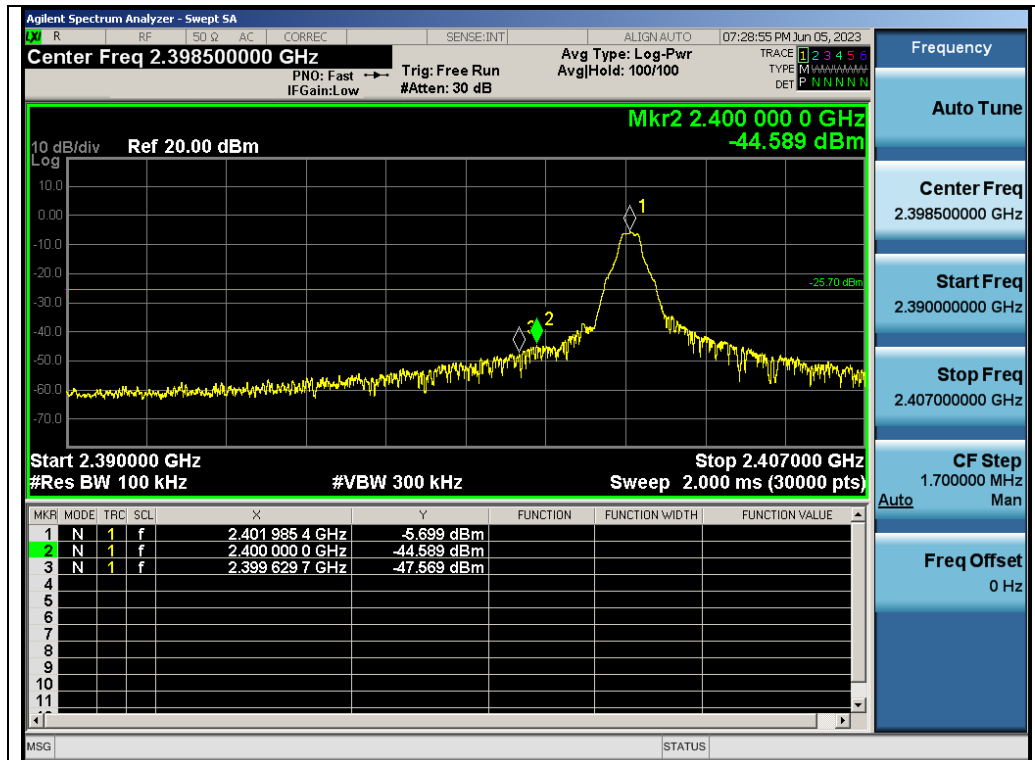 Agilent Spectrum Analyzer - Swept SA
LXI R RF 50 Ω AC CORREC SENSE:INT ALIGN AUTO 07:28:55 PM Jun 05, 2023
Center Freq 2.398500000 GHz Avg Type: Log-Pwr TRACE 1 2 3 4 5 6
PNO: Fast Trig: Free Run Avg|Hold: 100/100 TYPE M WWWWW
IFGain:Low #Atten: 30 dB DET P N N N N N
Frequency
Auto Tune
Center Freq
2.398500000 GHz
Start Freq
2.390000000 GHz
Stop Freq
2.407000000 GHz
CF Step
1.700000 MHz
Auto Man
Freq Offset
0 Hz
Mkr2 2.400 000 0 GHz
-44.589 dBm
10 dB/div Ref 20.00 dBm
Log
10.0
0.00
-10.0
-20.0
-30.0
-40.0
-50.0
-60.0
-70.0
1
-25.70 dBm
3 2
Start 2.390000 GHz Stop 2.407000 GHz
#Res BW 100 kHz #VBW 300 kHz Sweep 2.000 ms (30000 pts)
MKR MODE TRC SCL X Y FUNCTION FUNCTION WIDTH FUNCTION VALUE
1 N 1 f 2.401 985 4 GHz -5.699 dBm
2 N 1 f 2.400 000 0 GHz -44.589 dBm
3 N 1 f 2.399 629 7 GHz -47.569 dBm
4
5
6
7
8
9
10
11
MSG STATUS